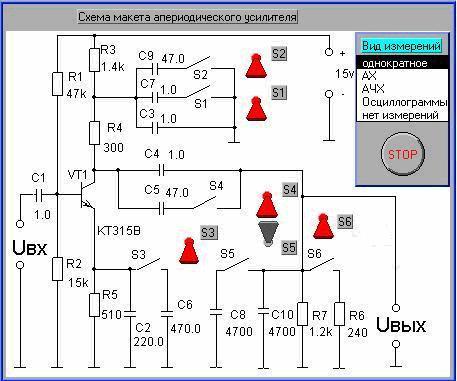 Схема макета апериодического усилителя
R3
1.4k
C9 47.0
S2
S2
+
15v
-
Вид измерений
однократное
АХ
АЧХ
Осциллограммы
нет измерений
STOP
R1
47k
C7
1.0
S1
S1
C3
1.0
R4
300
C4
1.0
VT1
C1
1.0
C5
47.0
S4
S4
S5
S6
КТ315В
Uвх
S3
S3
S5
S6
R2
15k
R5
510
C2
220.0
C6
470.0
C8
4700
C10
4700
R7
1.2k
R6
240
Uвых